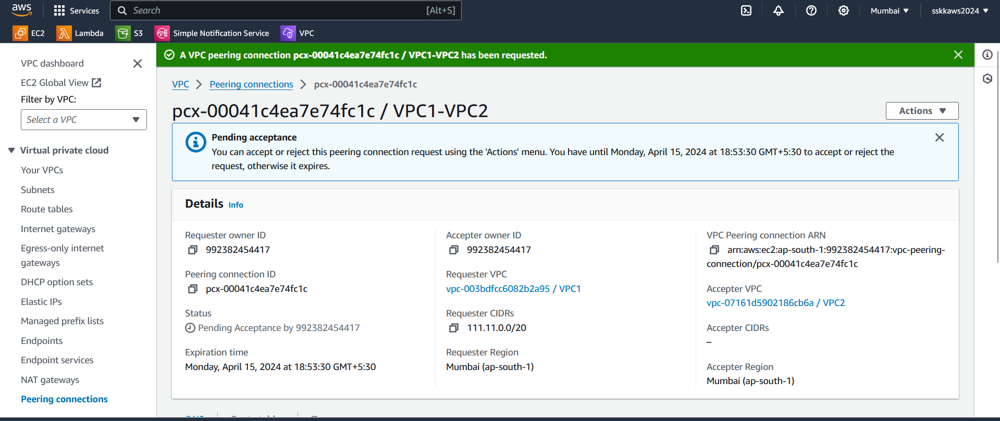 aws
Services
Search
[Alt+S]
Mumbai
sskkaws2024
EC2
Lambda
S3
Simple Notification Service
VPC
VPC dashboard
EC2 Global View
Filter by VPC:
Select a VPC
Virtual private cloud
Your VPCs
Subnets
Route tables
Internet gateways
Egress-only internet
gateways
DHCP option sets
Elastic IPs
Managed prefix lists
Endpoints
Endpoint services
NAT gateways
Peering connections
A VPC peering connection pcx-00041c4ea7e74fc1c / VPC1-VPC2 has been requested.
VPC
Peering connections
pcx-00041c4ea7e74fc1c
pcx-00041c4ea7e74fc1c / VPC1-VPC2
Actions
Pending acceptance
You can accept or reject this peering connection request using the 'Actions' menu. You have until Monday, April 15, 2024 at 18:53:30 GMT+5:30 to accept or reject the
request, otherwise it expires.
Details Info
Requester owner ID
992382454417
Peering connection ID
pcx-00041c4ea7e74fc1c
Status
Pending Acceptance by 992382454417
Expiration time
Monday, April 15, 2024 at 18:53:30 GMT+5:30
Accepter owner ID
992382454417
Requester VPC
vpc-003bdfcc6082b2a95 / VPC1
Requester CIDRs
111.11.0.0/20
Requester Region
Mumbai (ap-south-1)
VPC Peering connection ARN
arn:aws:ec2:ap-south-1:992382454417:vpc-peering-
connection/pcx-00041c4ea7e74fc1c
Accepter VPC
vpc-07161d5902186cb6a / VPC2
Accepter CIDRs
–
Accepter Region
Mumbai (ap-south-1)